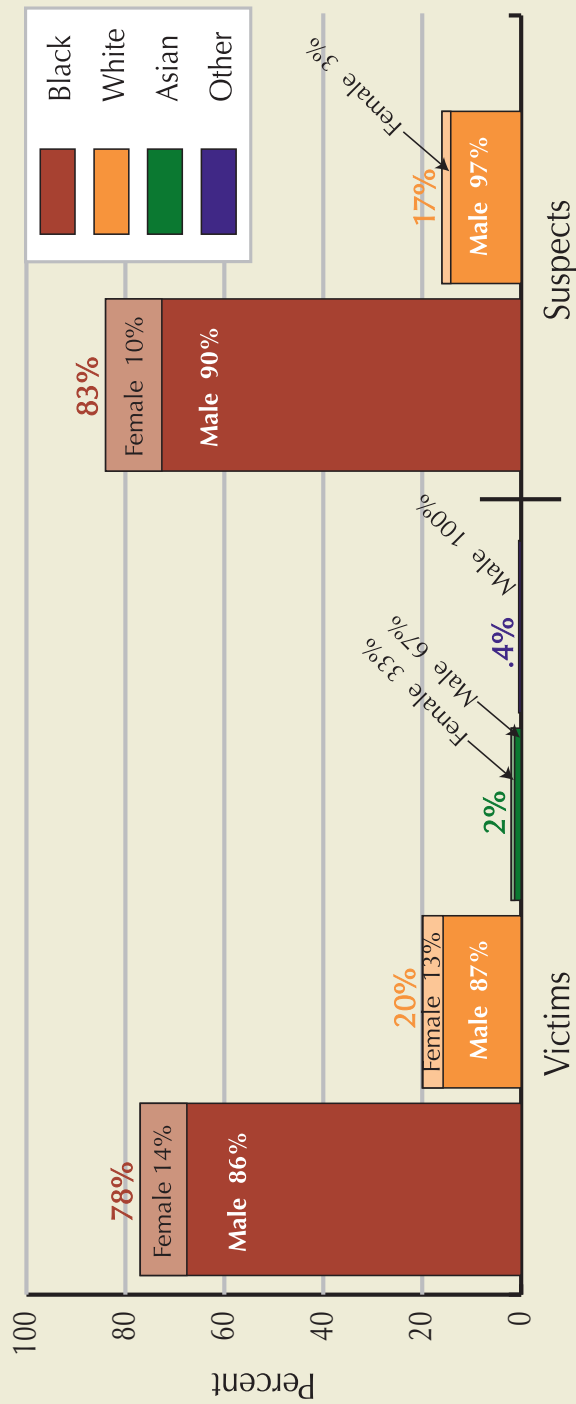 Percent
100
80
60
40
20
0
Black
White
Asian
Other
78%
Female 14%
Male 86%
20%
Female 13%
Male 87%
2%
Female 33%
Male 67%
.4%
Male 100%
83%
Female 10%
Male 90%
17%
Female 3%
Male 97%
Victims
Suspects